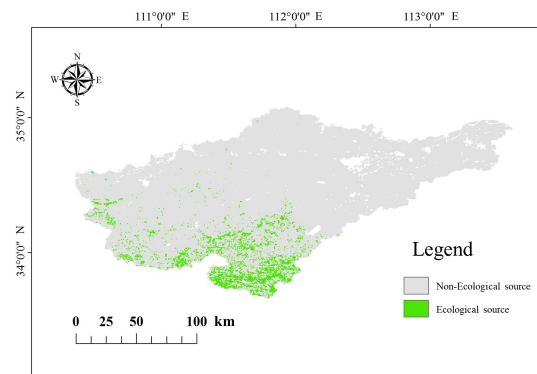 111°0'0" E 112°0'0" E 113°0'0" E
N
W E
S
35°0'0" N
34°0'0" N
Legend
Non-Ecological source
Ecological source
0 25 50 100 km